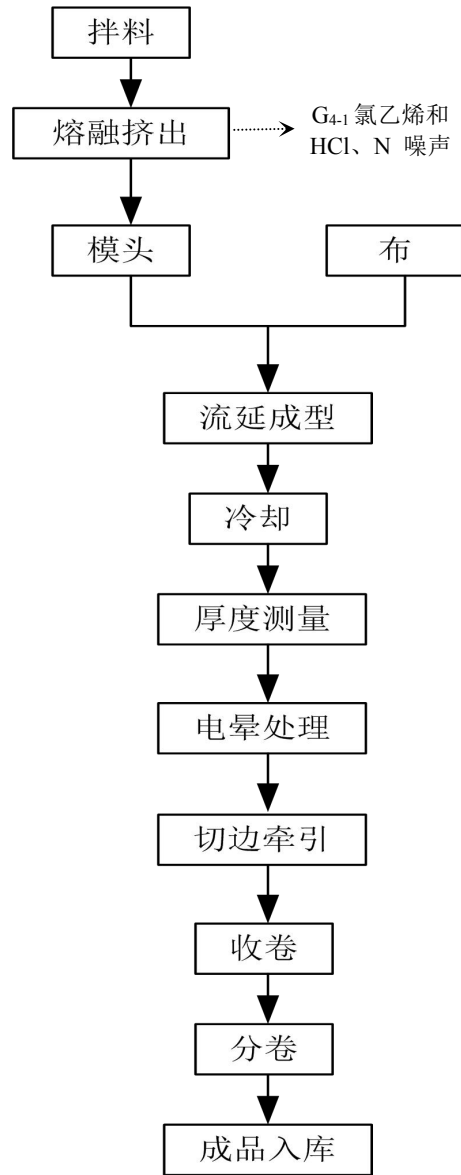 拌料
熔融挤出
G4-1 氯乙烯和
HCl、N 噪声
模头
布
流延成型
冷却
厚度测量
电晕处理
切边牵引
收卷
分卷
成品入库